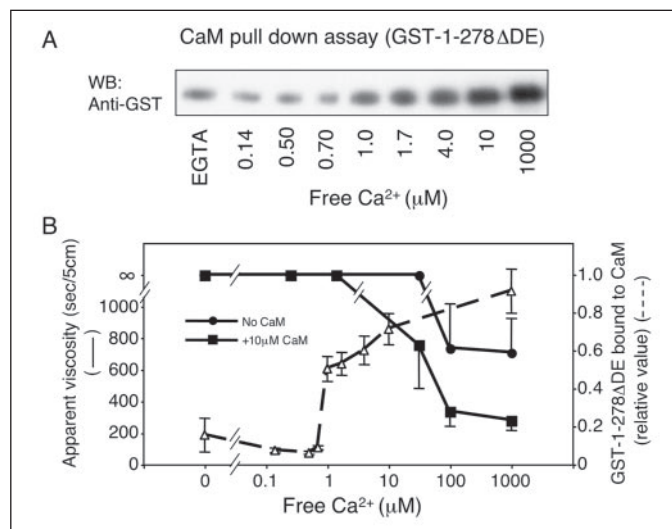 A
CaM pull down assay (GST-1-278ΔDE)
WB:
Anti-GST
EGTA
0.14
0.50
0.70
1.0
1.7
4.0
10
1000
Free Ca²⁺ (μM)
B
Apparent viscosity (sec/5cm)
(——)
∞
1000
800
600
400
200
0
No CaM
+10μM CaM
1.0
0.8
0.6
0.4
0.2
0
GST-1-278ΔDE bound to CaM
(relative value) (----)
0
0.1
1
10
100
1000
Free Ca²⁺ (μM)